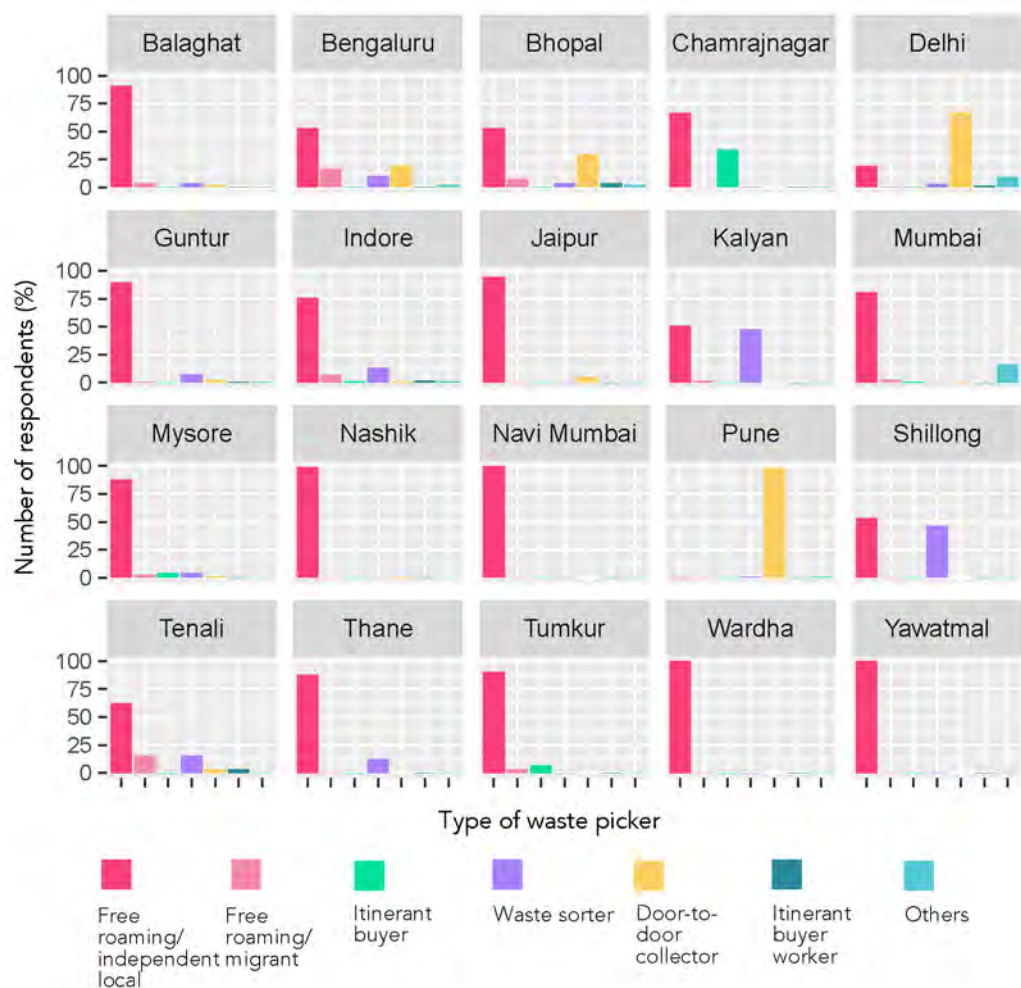 Balaghat
Bengaluru
Bhopal
Chamrajnagar
Delhi
100
75
50
25
0
Guntur
Indore
Jaipur
Kalyan
Mumbai
100
75
50
25
0
Number of respondents (%)
Mysore
Nashik
Navi Mumbai
Pune
Shillong
100
75
50
25
0
Tenali
Thane
Tumkur
Wardha
Yawatmal
100
75
50
25
0
Type of waste picker
Free
roaming/
independent
local
Free
roaming/
migrant
Itinerant
buyer
Waste sorter
Door-to-
door
collector
Itinerant
buyer
worker
Others